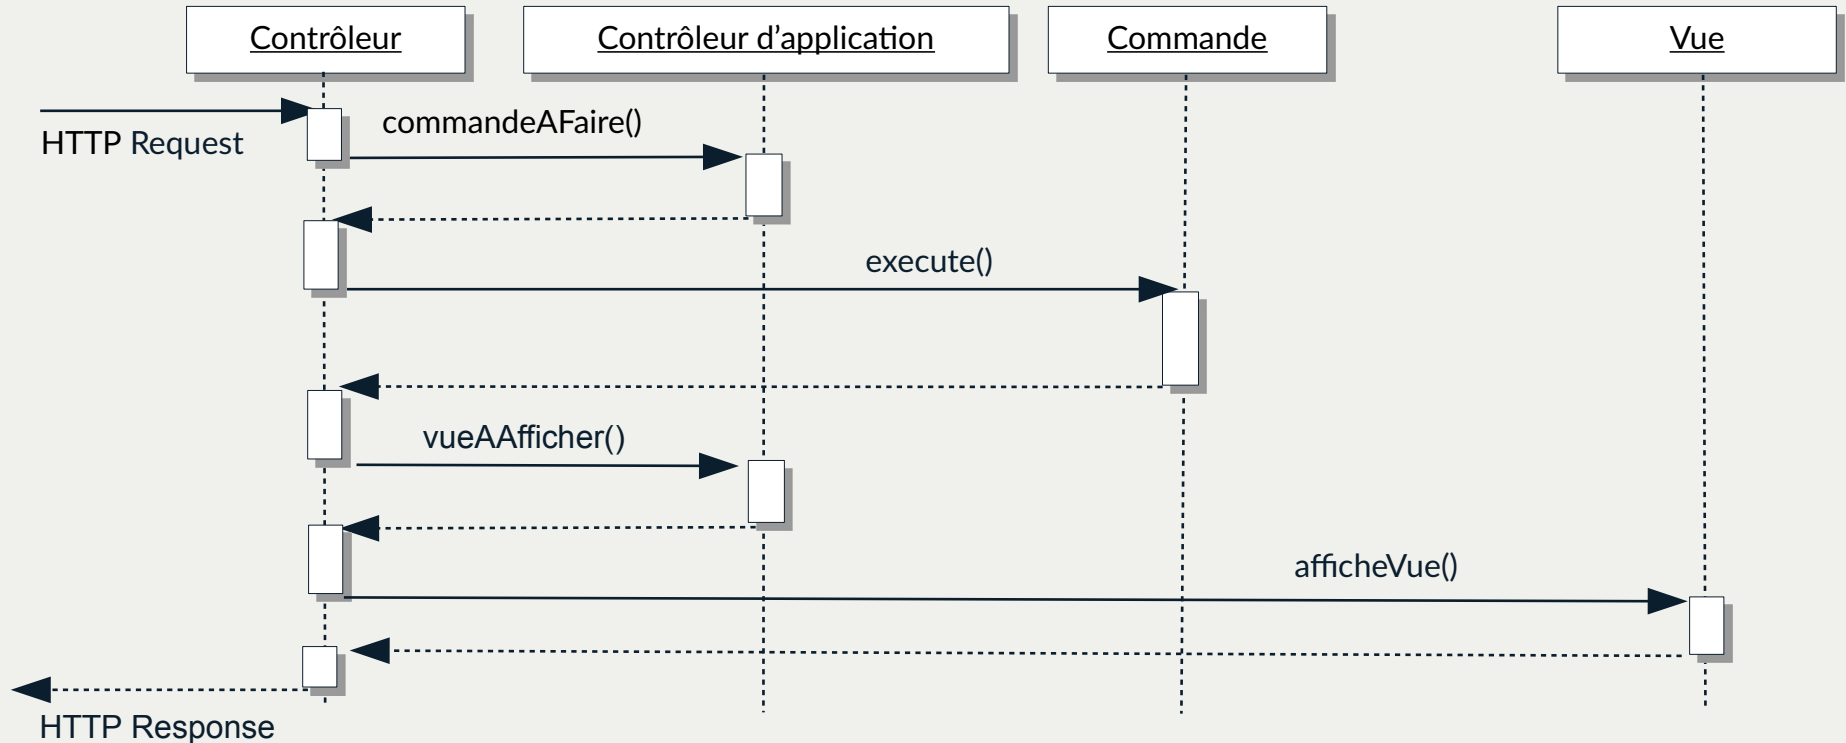 Contrôleur
Contrôleur d’application
Commande
Vue
HTTP Request
commandeAFaire()
execute()
vueAAfficher()
afficheVue()
HTTP Response